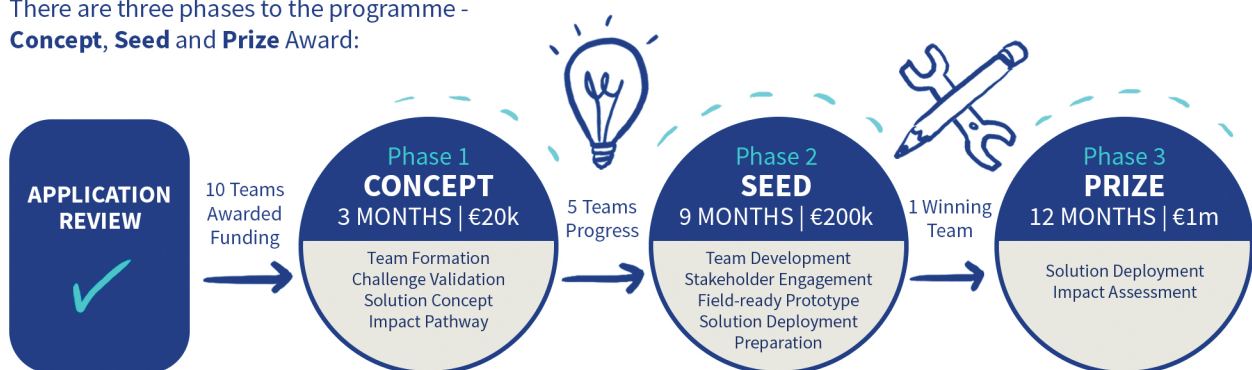 There are three phases to the programme -
Concept, Seed and Prize Award:
APPLICATION
REVIEW
10 Teams
Awarded
Funding
Phase 1
CONCEPT
3 MONTHS | €20k
Team Formation
Challenge Validation
Solution Concept
Impact Pathway
5 Teams
Progress
Phase 2
SEED
9 MONTHS | €200k
Team Development
Stakeholder Engagement
Field-ready Prototype
Solution Deployment
Preparation
1 Winning
Team
Phase 3
PRIZE
12 MONTHS | €1m
Solution Deployment
Impact Assessment